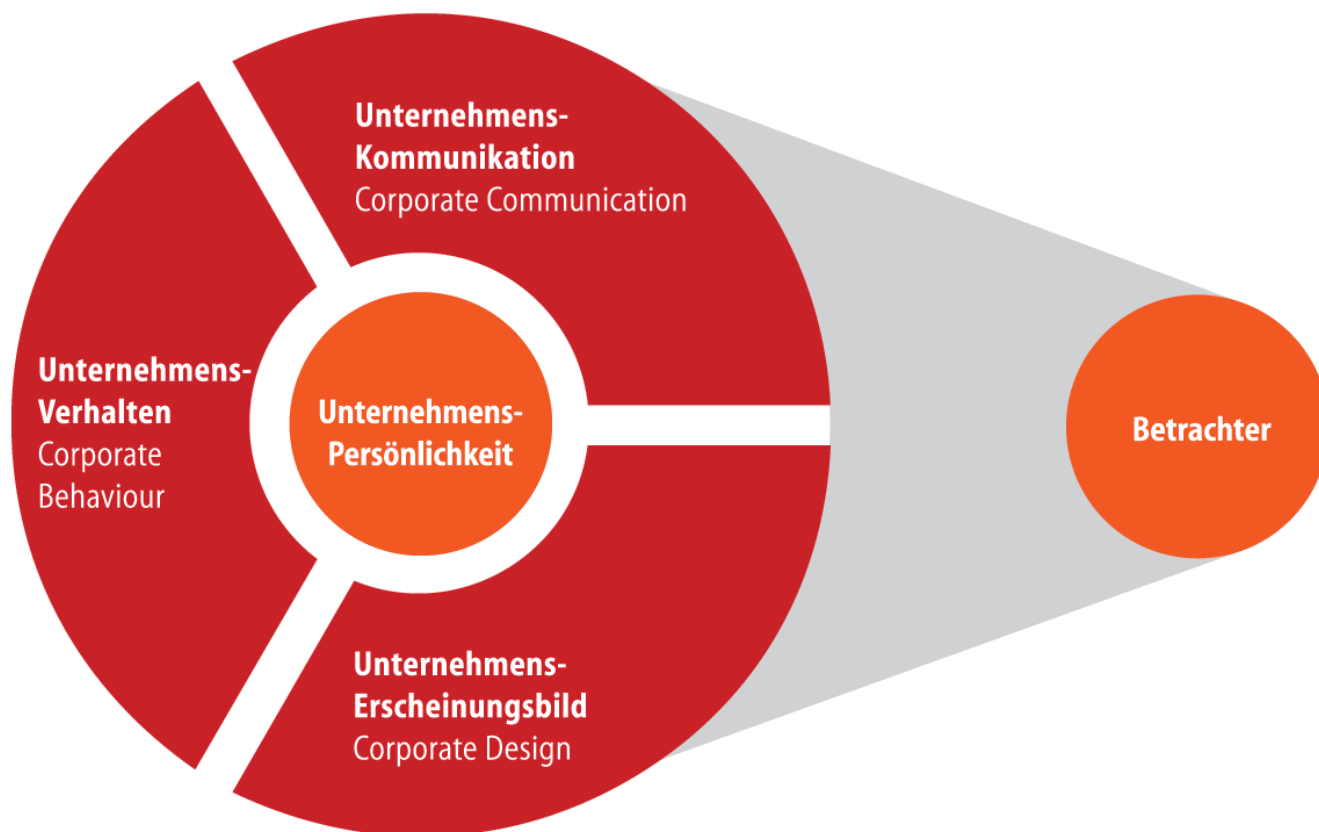 Unternehmens-
Kommunikation
Corporate Communication
Unternehmens-
Verhalten
Corporate
Behaviour
Unternehmens-
Persönlichkeit
Betrachter
Unternehmens-
Erscheinungsbild
Corporate Design